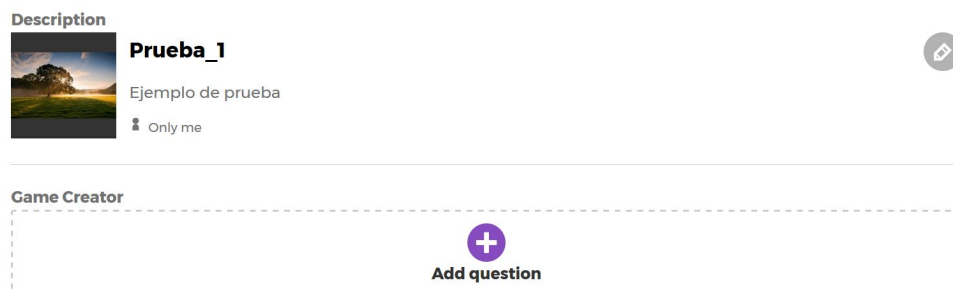 Description
Prueba_1
Ejemplo de prueba
Only me
Game Creator
Add question